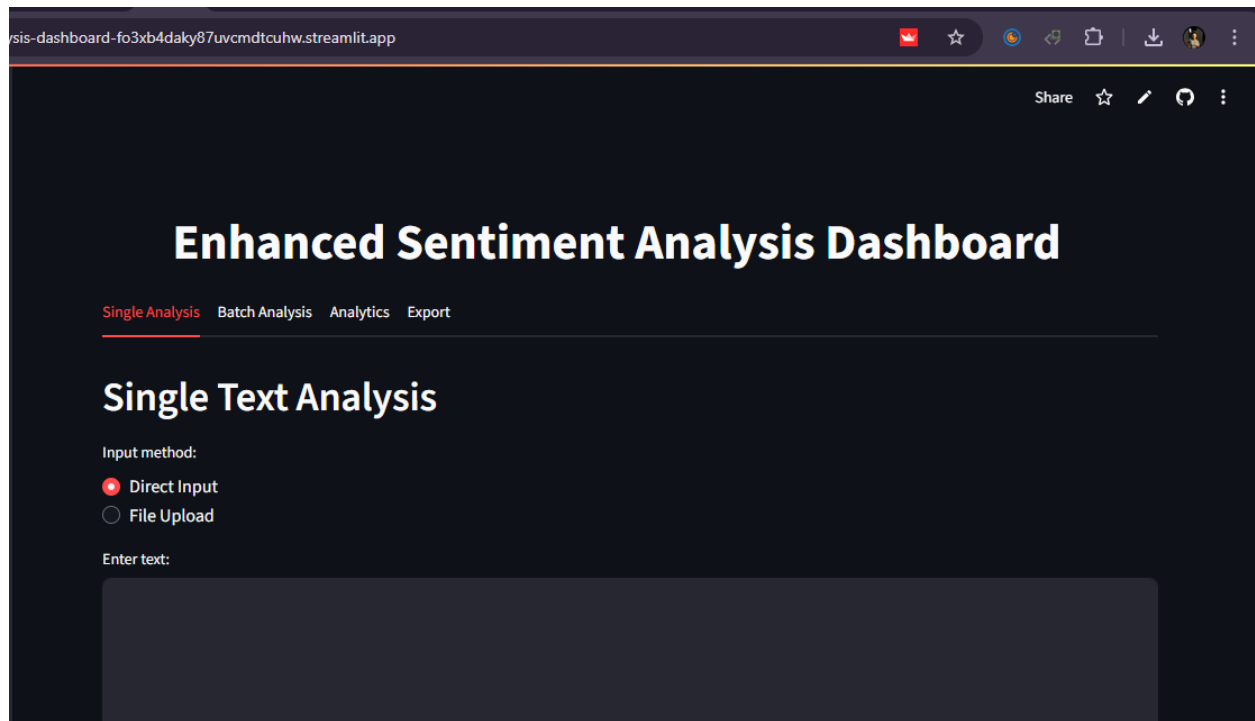 ysis-dashboard-fo3xb4daky87uvcmdtcuhw.streamlit.app
Share
Enhanced Sentiment Analysis Dashboard
Single Analysis Batch Analysis Analytics Export
Single Text Analysis
Input method:
Direct Input
File Upload
Enter text: